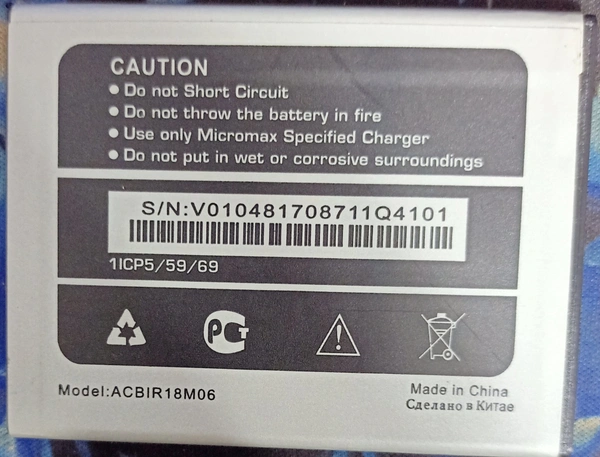 CAUTION
● Do not Short Circuit
● Do not throw the battery in fire
● Use only Micromax Specified Charger
● Do not put in wet or corrosive surroundings
S/N:V010481708711Q4101
1ICP5/59/69
РСТ
Model:ACBIR18M06
Made in China
Сделано в Китае